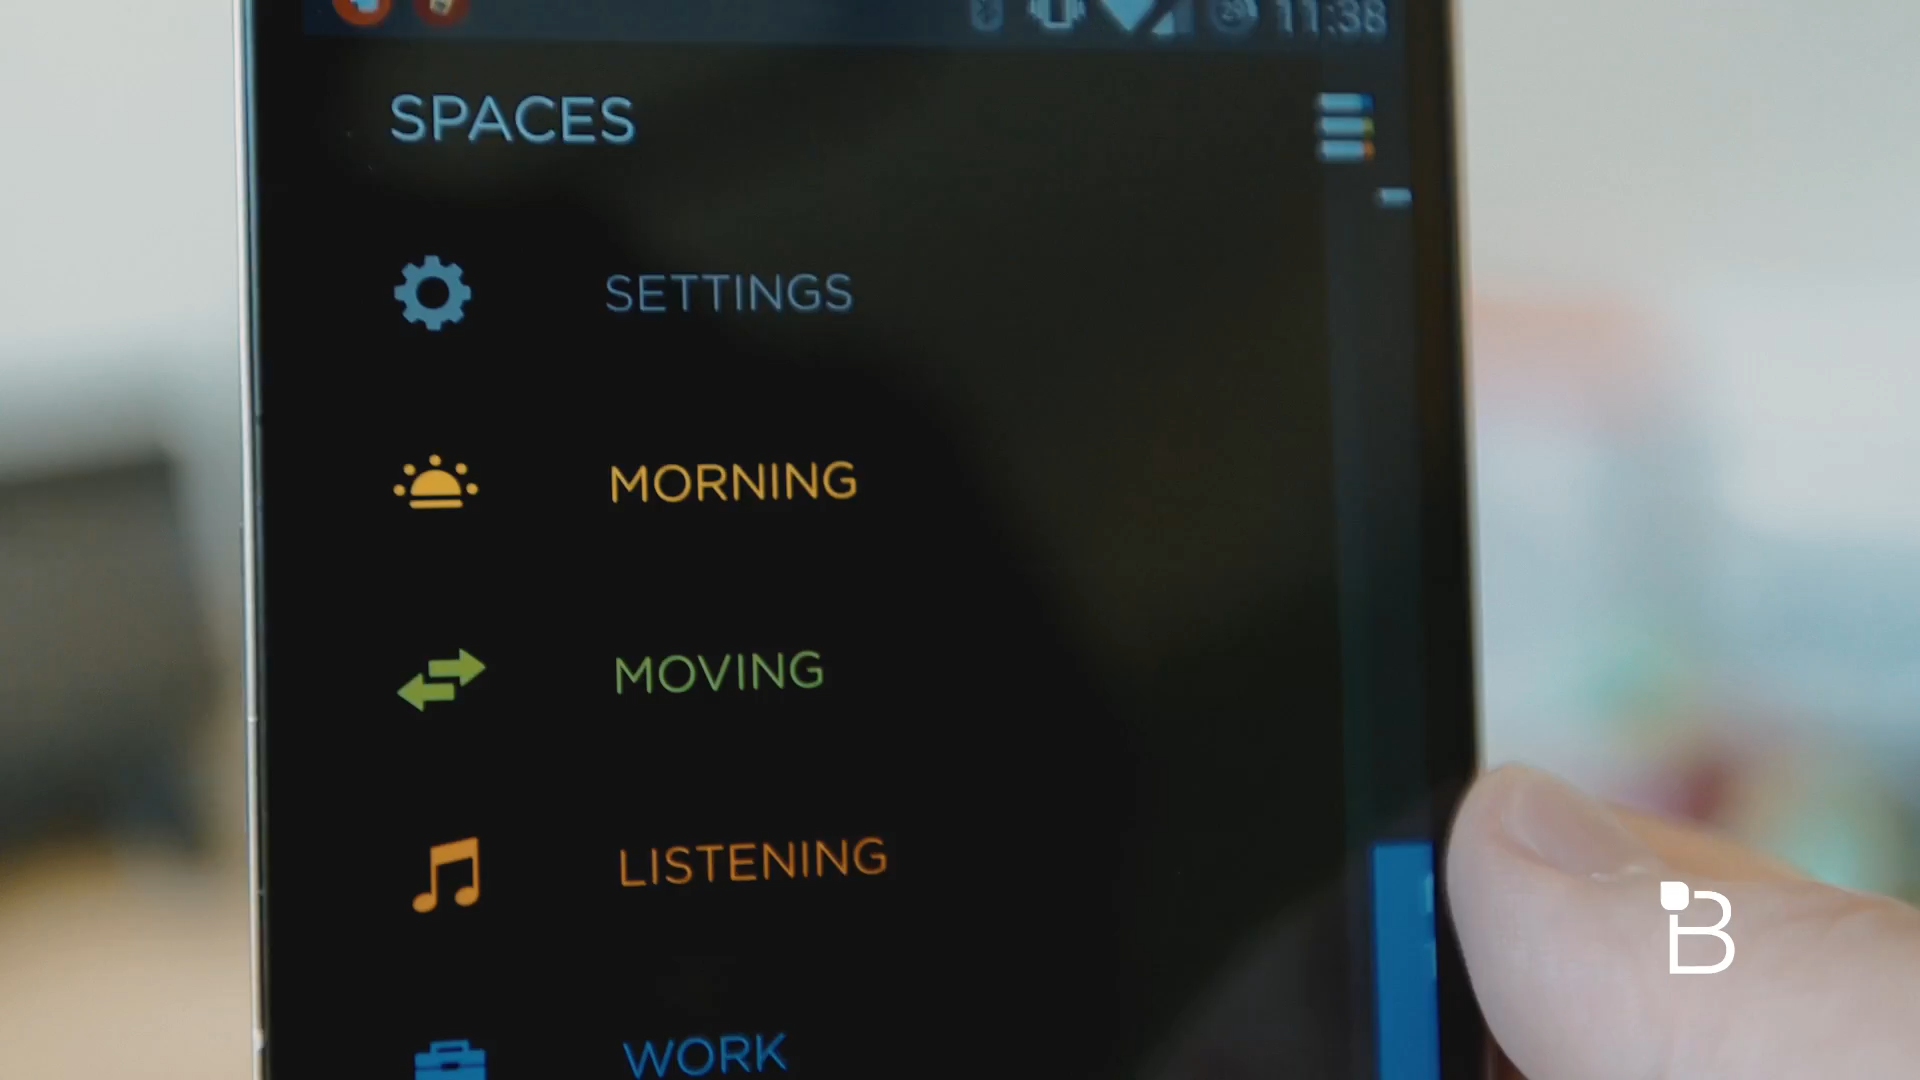 11:38
SPACES
SETTINGS
MORNING
MOVING
LISTENING
WORK
B